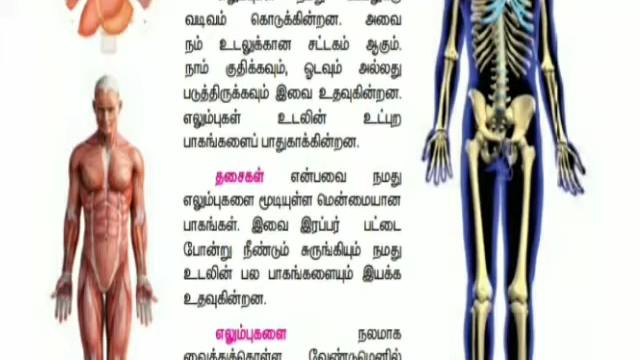 வடிவம் கொடுக்கின்றன. அவை
நம் உடலுக்கான சட்டகம் ஆகும்.
நாம் குதிக்கவும், ஓடவும் அல்லது
படுத்திருக்கவும் இவை உதவுகின்றன.
எலும்புகள் உடலின் உட்புற
பாகங்களைப் பாதுகாக்கின்றன.
தசைகள் என்பவை நமது
எலும்புகளை மூடியுள்ள மென்மையான
பாகங்கள். இவை இரப்பர் பட்டை
போன்று நீண்டும் சுருங்கியும் நமது
உடலின் பல பாகங்களையும் இயக்க
உதவுகின்றன.
எலும்புகளை நலமாக
வைத்துக்கொள்ள வேண்டுமெனில்